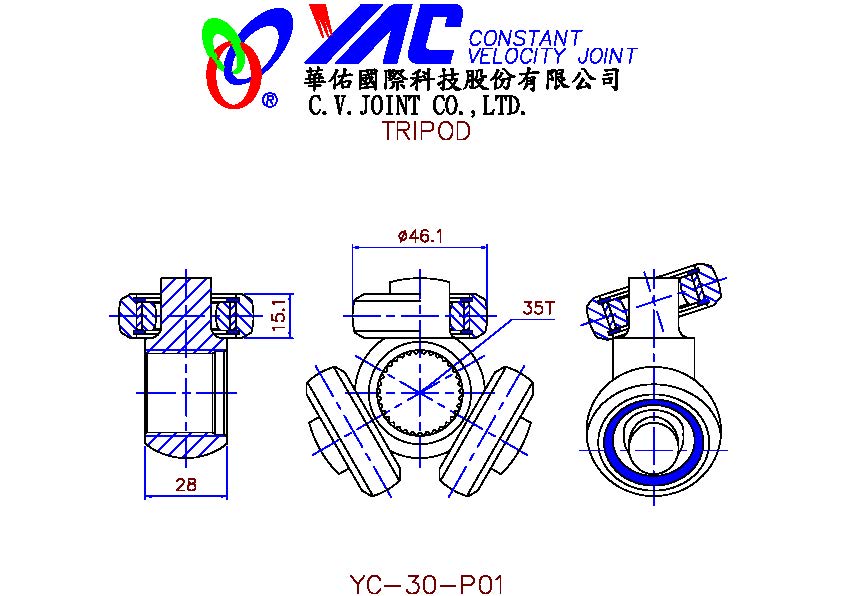 YAC CONSTANT
VELOCITY JOINT
®
華佑國際科技股份有限公司
C.V.JOINT CO.,LTD.
TRIPOD
ø46.1
15.1
35T
28
YC-30-P01